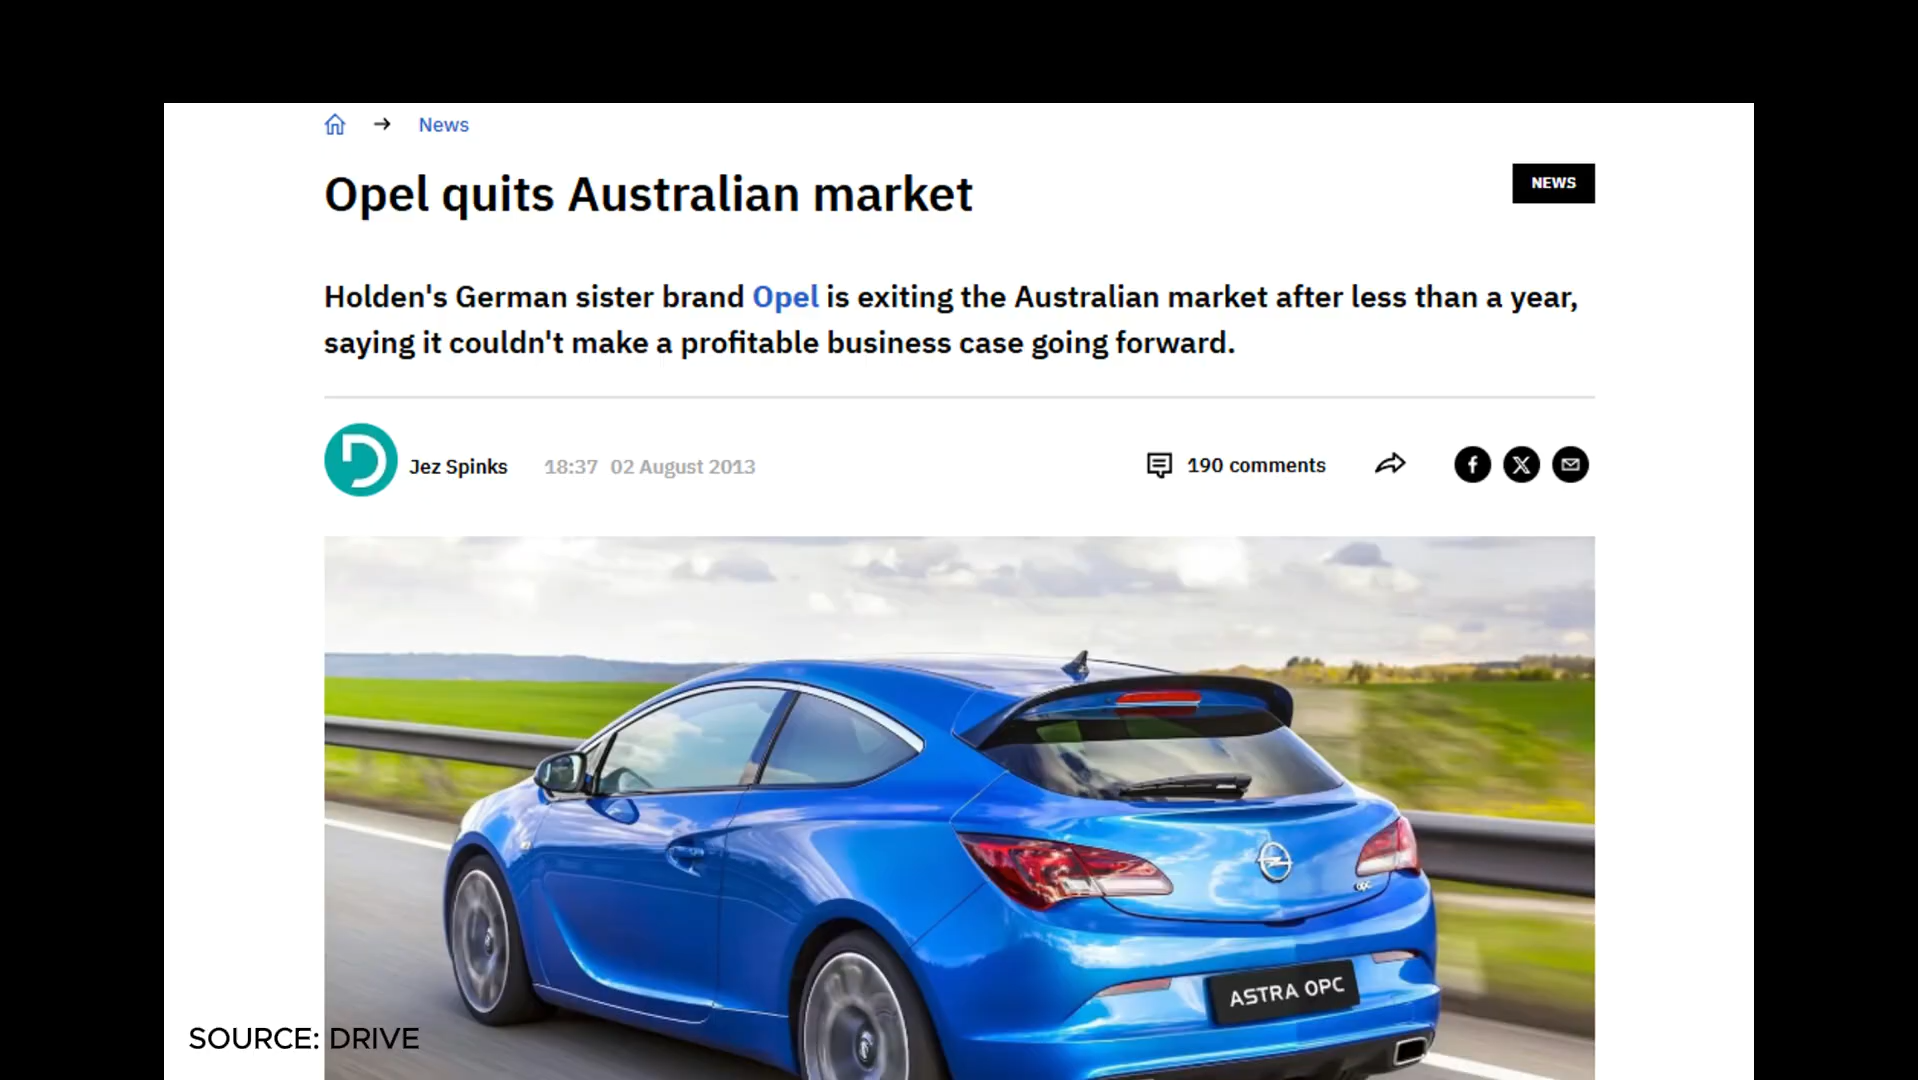 News
Opel quits Australian market
NEWS
Holden's German sister brand Opel is exiting the Australian market after less than a year,
saying it couldn't make a profitable business case going forward.
Jez Spinks 18:37 02 August 2013
190 comments
opc
ASTRA OPC
SOURCE: DRIVE